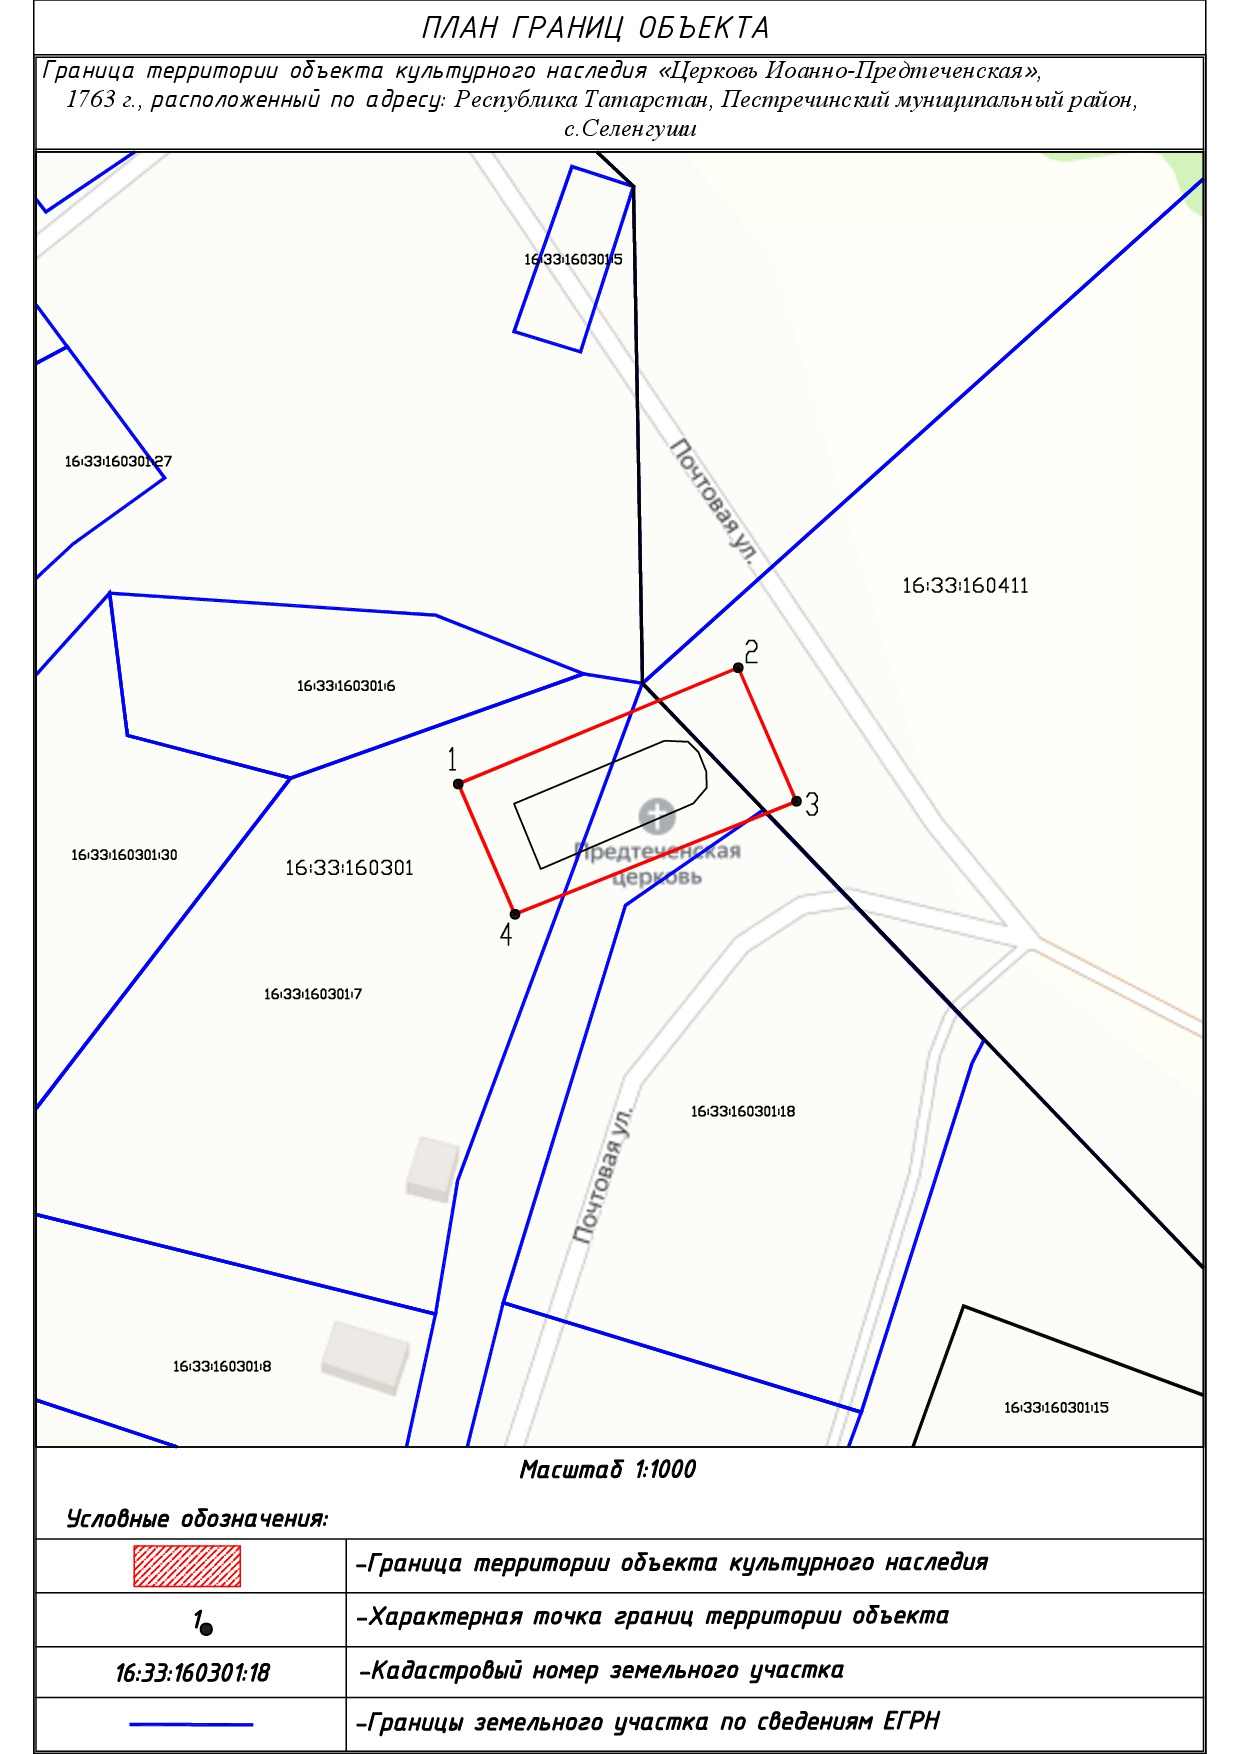 ПЛАН ГРАНИЦ ОБЪЕКТА
Граница территории объекта культурного наследия «Церковь Иоанно-Предтеченская»,
1763 г., расположенный по адресу: Республика Татарстан, Пестречинский муниципальный район,
с.Селенгуши
16:33:160301:5
16:33:160301:27
Почтовая ул.
16:33:160411
2
16:33:160301:6
1
3
16:33:160301:30
16:33:160301
Предтеченская
церковь
4
16:33:160301:7
16:33:160301:18
Почтовая ул.
16:33:160301:8
16:33:160301:15
Масштаб 1:1000
Условные обозначения:
-Граница территории объекта культурного наследия
1
-Характерная точка границ территории объекта
16:33:160301:18
-Кадастровый номер земельного участка
-Границы земельного участка по сведениям ЕГРН